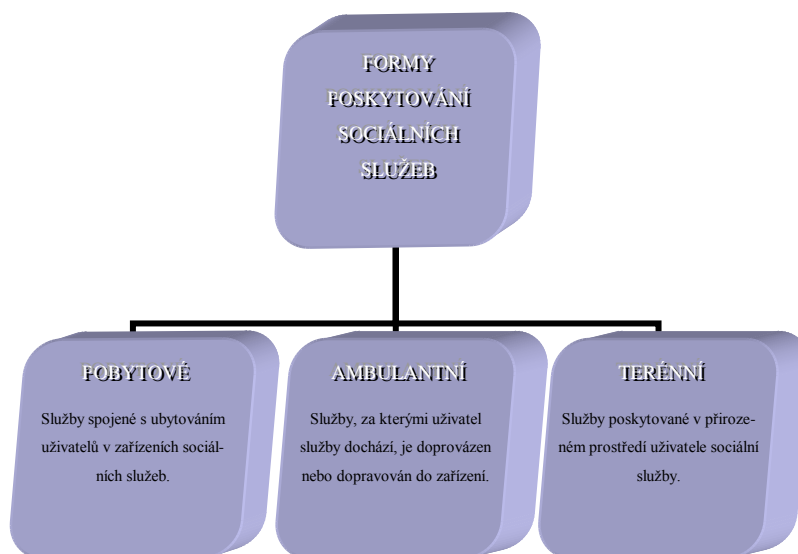 FORMY
POSKYTOVÁNÍ
SOCIÁLNÍCH
SLUŽEB
POBYTOVÉ
Služby spojené s ubytováním
uživatelů v zařízeních sociál-
ních služeb.
AMBULANTNÍ
Služby, za kterými uživatel
služby dochází, je doprovázen
nebo dopravován do zařízení.
TERÉNNÍ
Služby poskytované v přiroze-
ném prostředí uživatele sociální
služby.